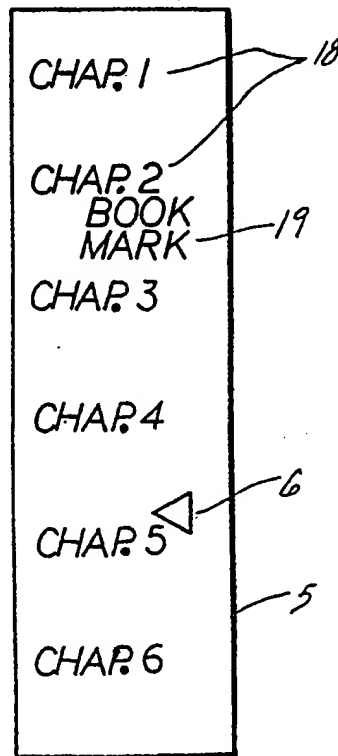 CHAP. 1
18
CHAP. 2
BOOK
MARK
19
CHAP. 3
CHAP. 4
6
CHAP. 5
5
CHAP. 6